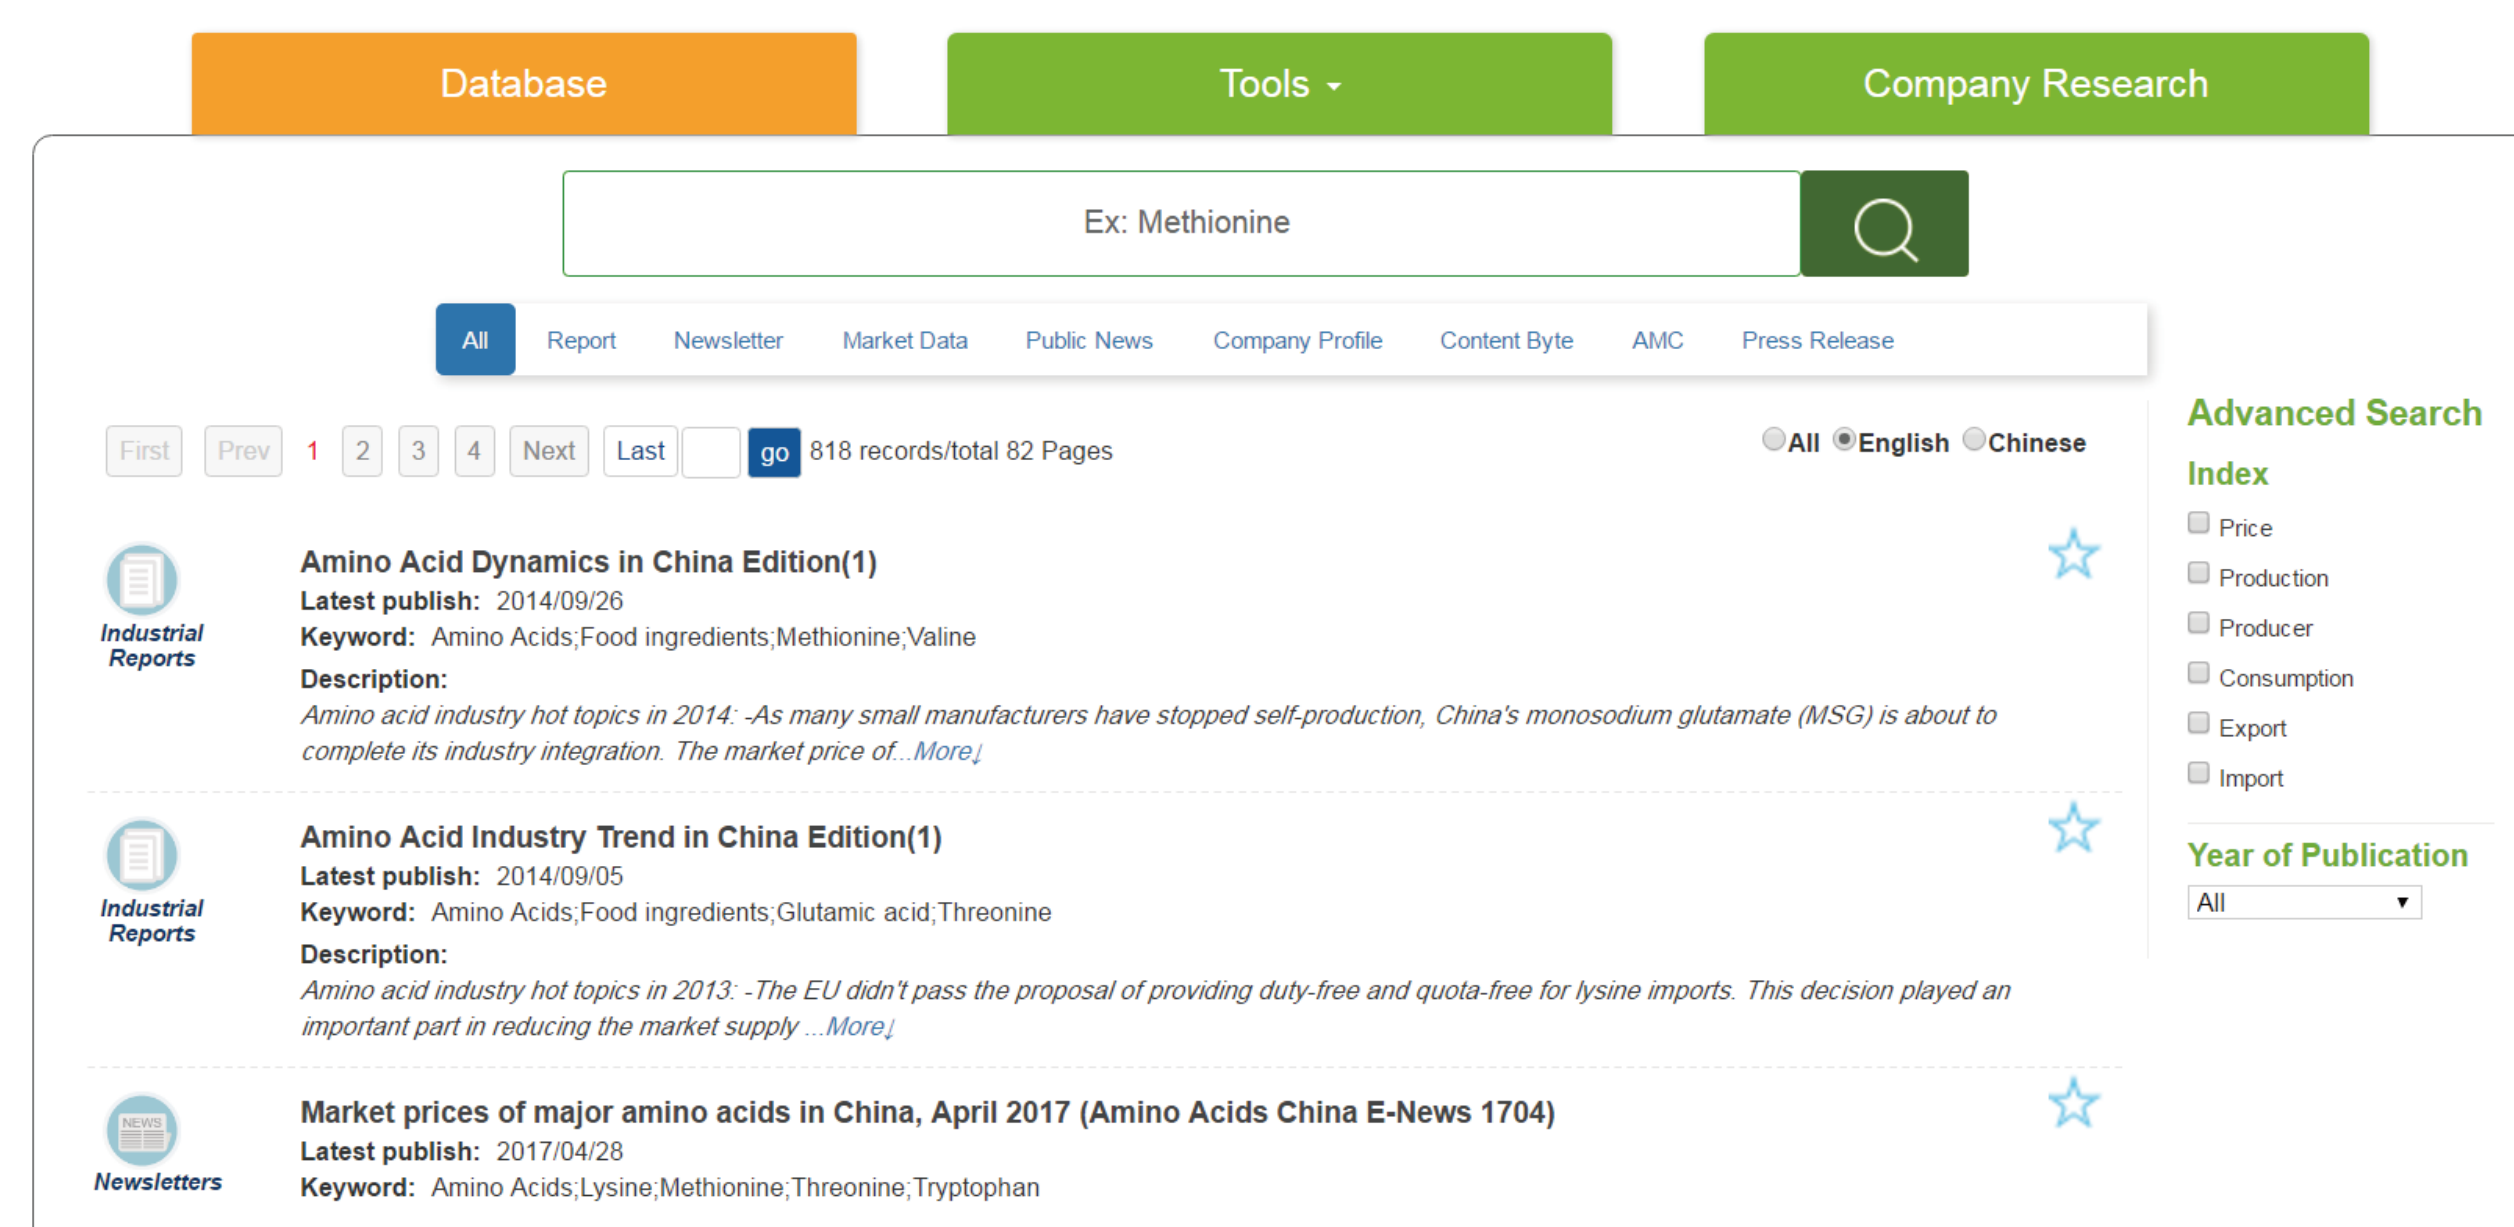 Database
Tools
Company Research
Ex: Methionine
All Report Newsletter Market Data Public News Company Profile Content Byte AMC Press Release
First Prev 1 2 3 4 Next Last go 818 records/total 82 Pages
All English Chinese
Advanced Search
Index
Price
Production
Producer
Consumption
Export
Import
Year of Publication
All
Industrial
Reports
Amino Acid Dynamics in China Edition(1)
Latest publish: 2014/09/26
Keyword: Amino Acids;Food ingredients;Methionine;Valine
Description:
Amino acid industry hot topics in 2014: -As many small manufacturers have stopped self-production, China's monosodium glutamate (MSG) is about to
complete its industry integration. The market price of...More↓
Industrial
Reports
Amino Acid Industry Trend in China Edition(1)
Latest publish: 2014/09/05
Keyword: Amino Acids;Food ingredients;Glutamic acid;Threonine
Description:
Amino acid industry hot topics in 2013: -The EU didn't pass the proposal of providing duty-free and quota-free for lysine imports. This decision played an
important part in reducing the market supply ...More↓
NEWS
Newsletters
Market prices of major amino acids in China, April 2017 (Amino Acids China E-News 1704)
Latest publish: 2017/04/28
Keyword: Amino Acids;Lysine;Methionine;Threonine;Tryptophan